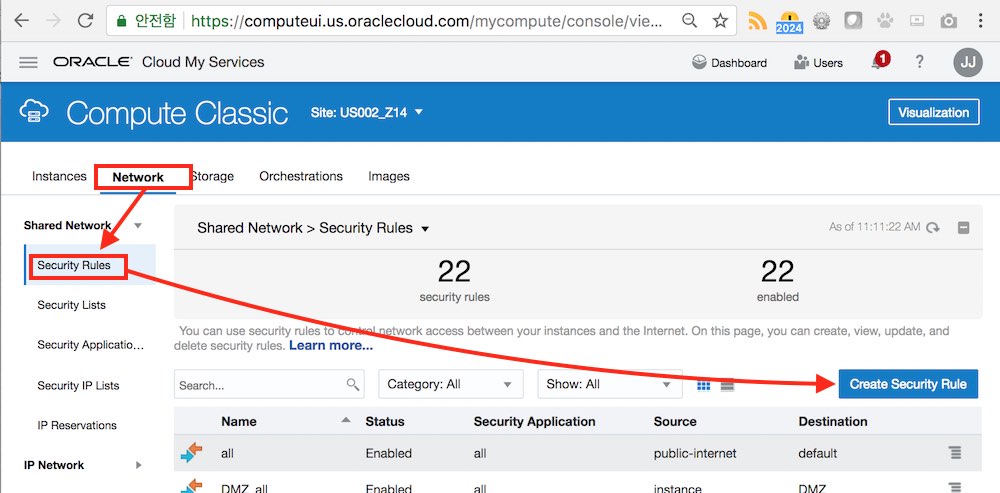 안전함 https://computeui.us.oraclecloud.com/mycompute/console/vie...
2024
ORACLE Cloud My Services
Dashboard Users 1 ? JJ
Compute Classic Site: US002_Z14 Visualization
Instances Network Storage Orchestrations Images
Shared Network
Security Rules
Security Lists
Security Applicatio...
Security IP Lists
IP Reservations
IP Network
Shared Network > Security Rules
As of 11:11:22 AM
22 22
security rules enabled
You can use security rules to control network access between your instances and the Internet. On this page, you can create, view, update, and
delete security rules. Learn more...
Search... Category: All Show: All Create Security Rule
Name Status Security Application Source Destination
all Enabled all public-internet default
DMZ_all Enabled all instance DMZ